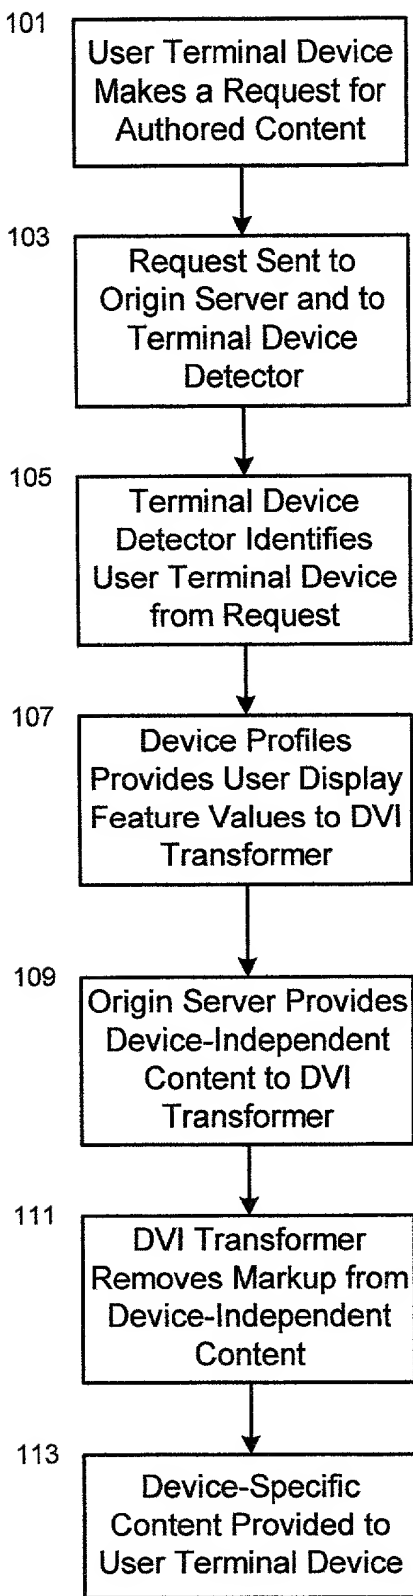 101
User Terminal Device
Makes a Request for
Authored Content
103
Request Sent to
Origin Server and to
Terminal Device
Detector
105
Terminal Device
Detector Identifies
User Terminal Device
from Request
107
Device Profiles
Provides User Display
Feature Values to DVI
Transformer
109
Origin Server Provides
Device-Independent
Content to DVI
Transformer
111
DVI Transformer
Removes Markup from
Device-Independent
Content
113
Device-Specific
Content Provided to
User Terminal Device